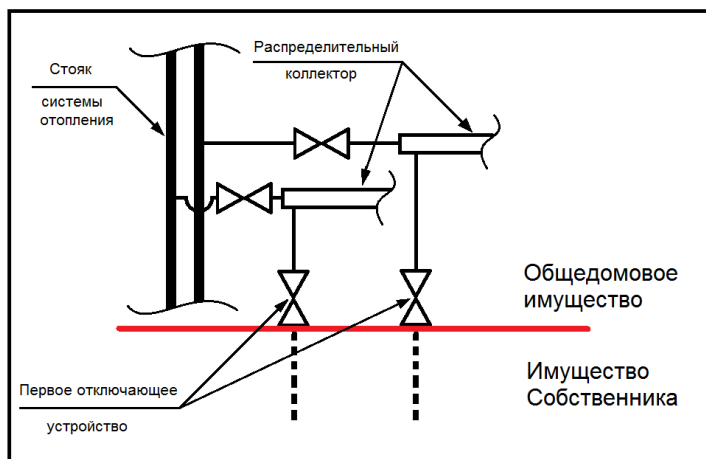 Стояк
системы
отопления
Распределительный
коллектор
Общедомовое
имущество
Имущество
Собственника
Первое отключающее
устройство